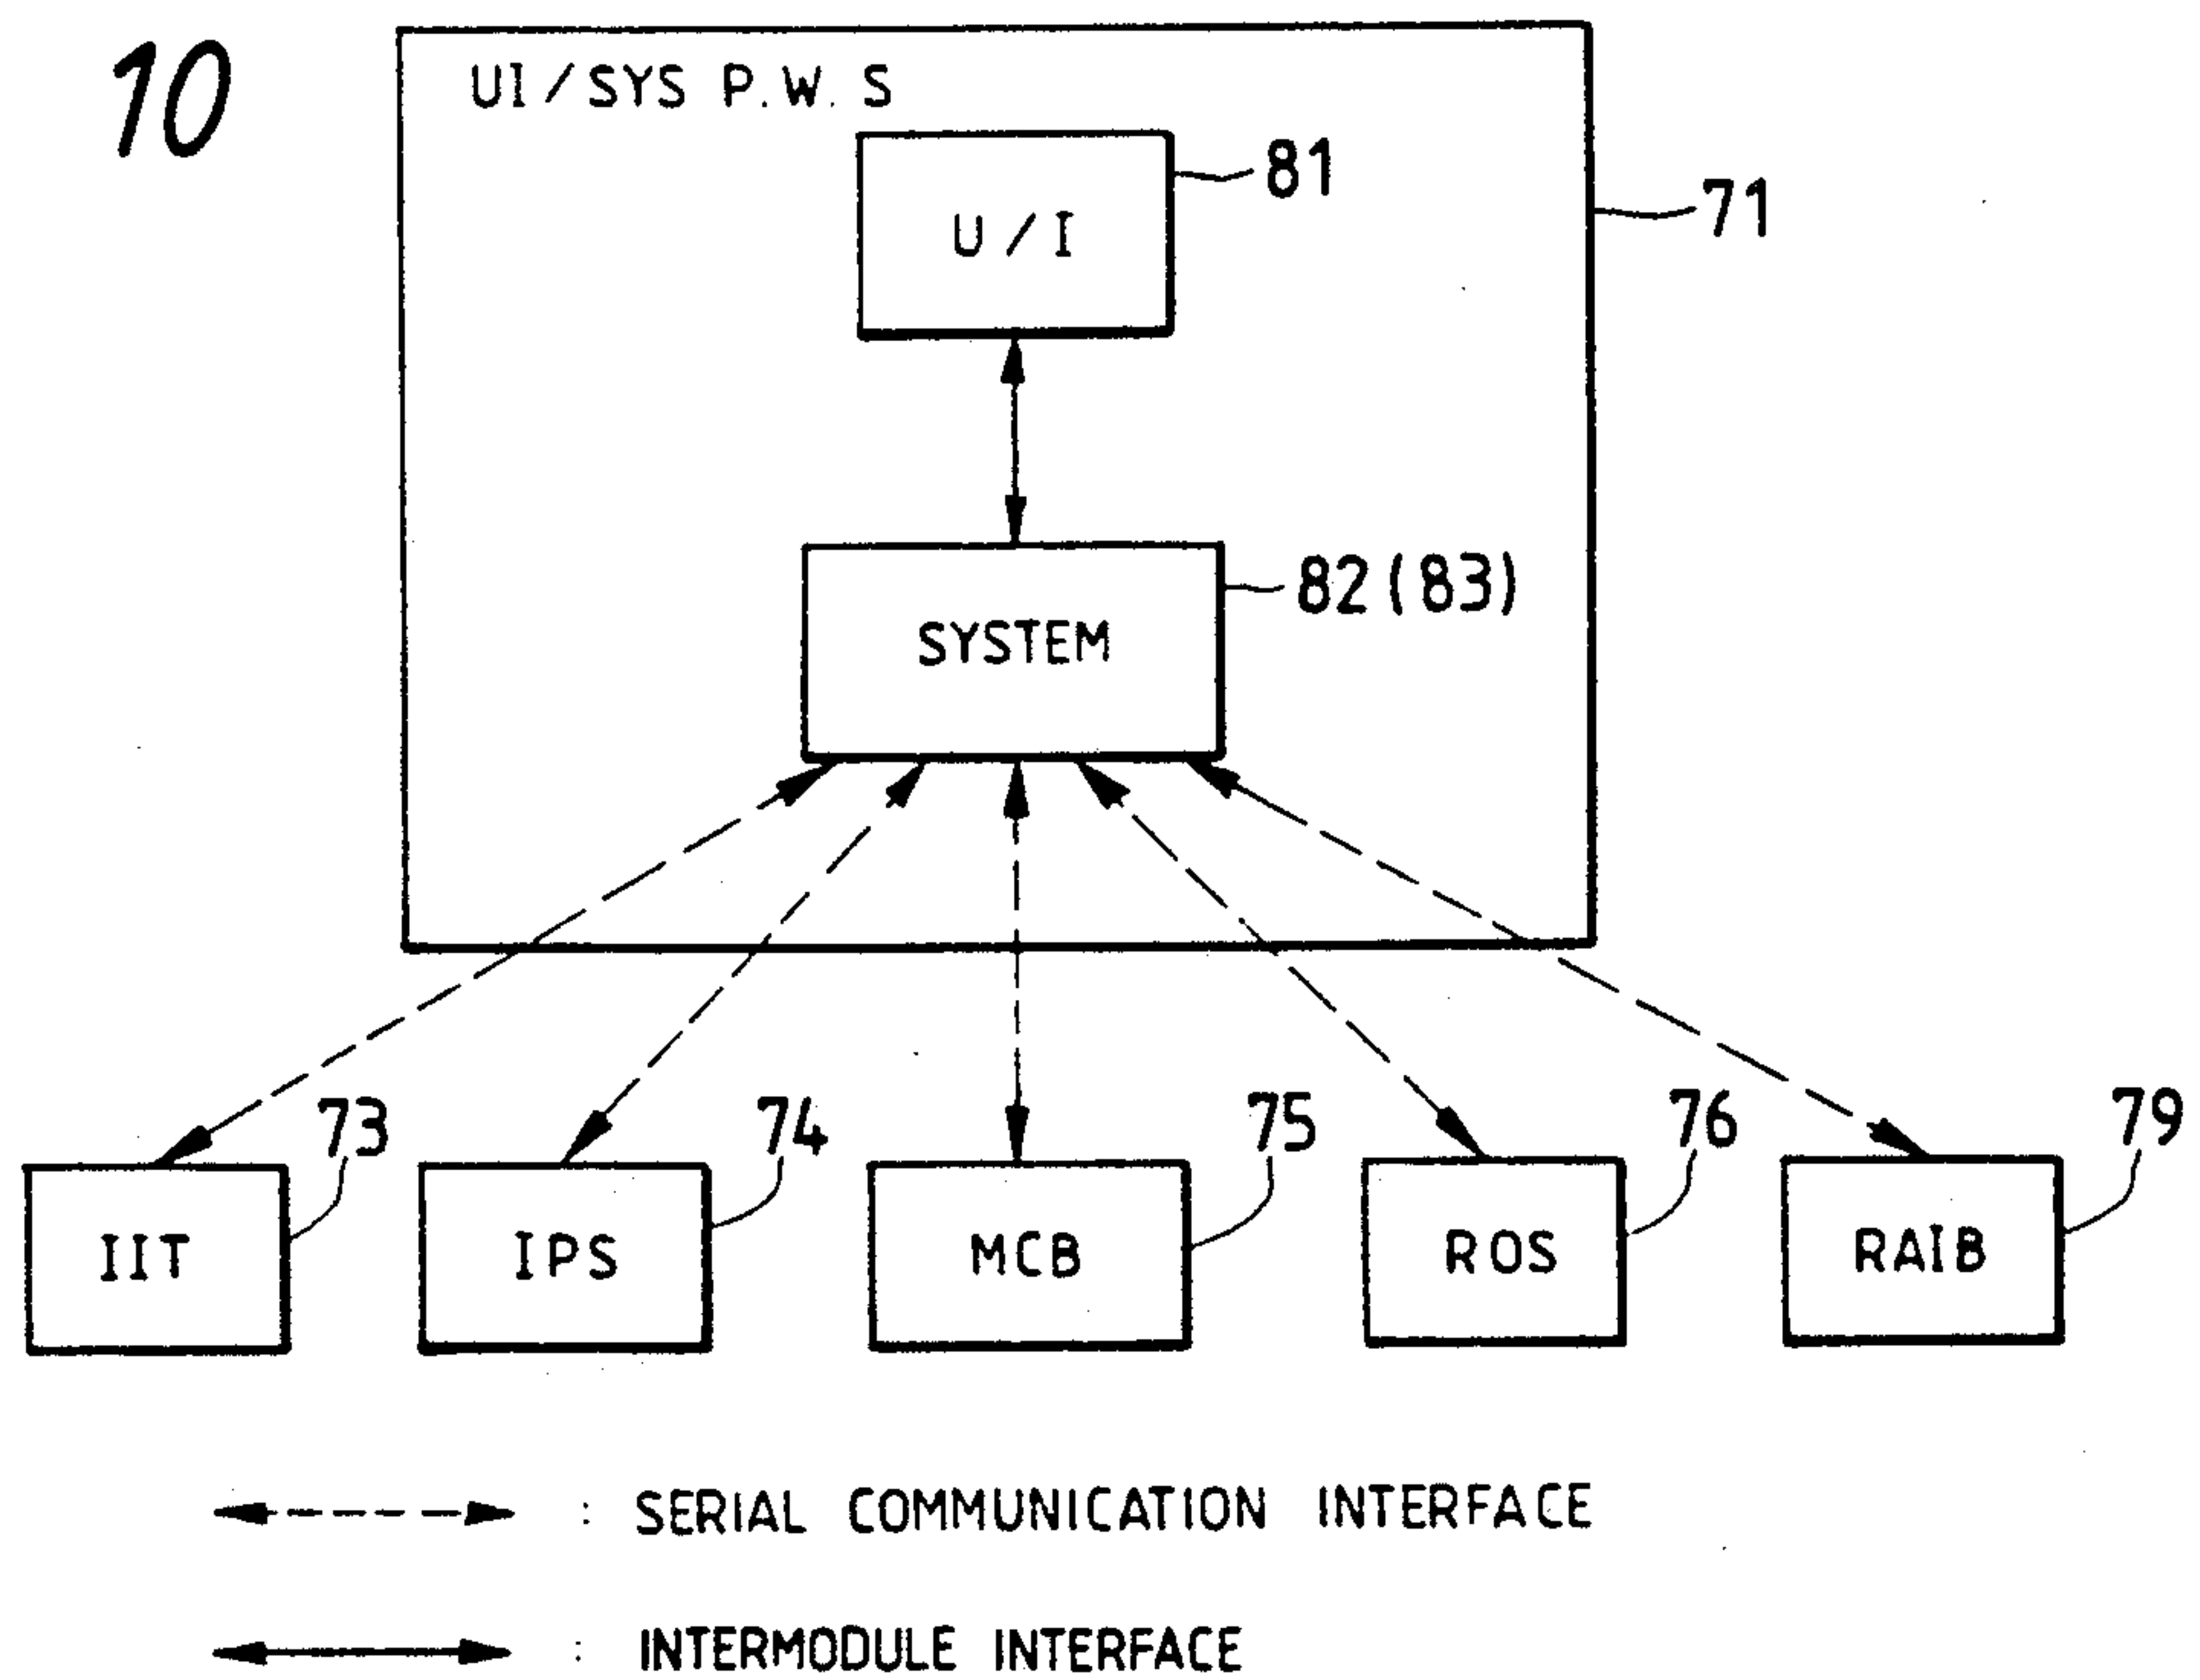 10
UI/SYS P.W.S
81
U/I
71
82(83)
SYSTEM
73
74
75
76
79
IIT
IPS
MCB
ROS
RAIB
: SERIAL COMMUNICATION INTERFACE
: INTERMODULE INTERFACE